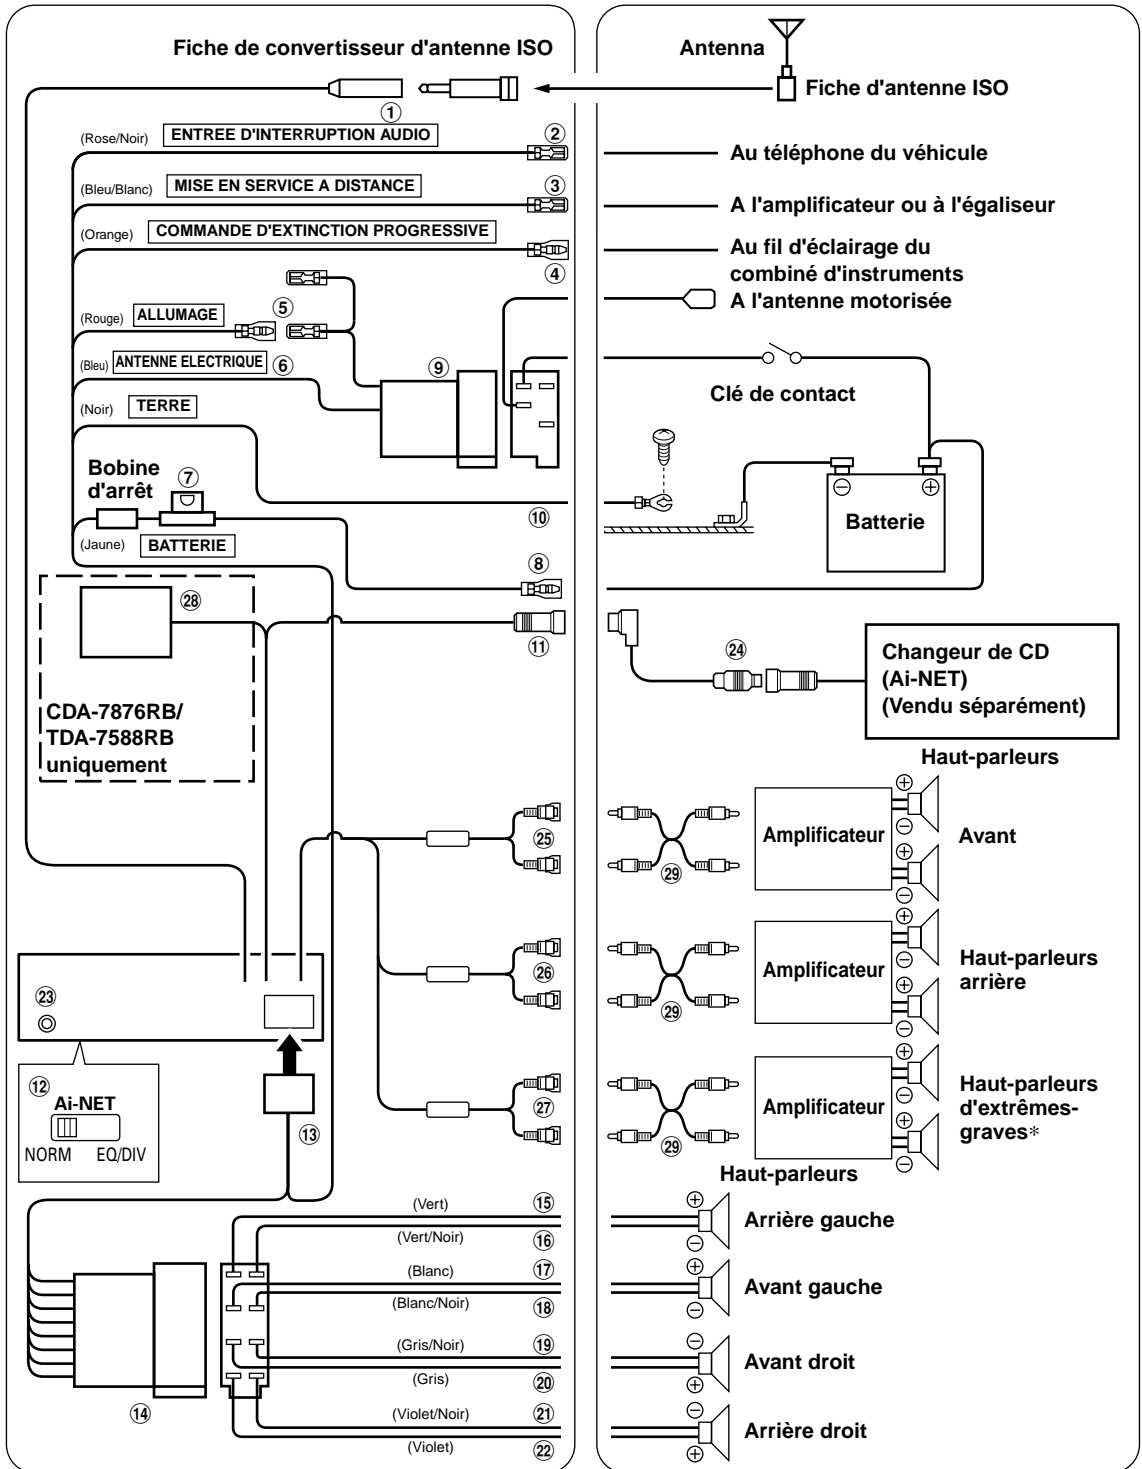 Fiche de convertisseur d'antenne ISO
Antenna
Fiche d'antenne ISO
①
(Rose/Noir) ENTREE D'INTERRUPTION AUDIO ②
Au téléphone du véhicule
(Bleu/Blanc) MISE EN SERVICE A DISTANCE ③
A l'amplificateur ou à l'égaliseur
(Orange) COMMANDE D'EXTINCTION PROGRESSIVE
④
Au fil d'éclairage du
combiné d'instruments
A l'antenne motorisée
(Rouge) ALLUMAGE ⑤
(Bleu) ANTENNE ELECTRIQUE ⑥
⑨
Clé de contact
(Noir) TERRE
Bobine
d'arrêt
⑦
⑩
⊖ ⊕
Batterie
(Jaune) BATTERIE
⑧
㉘
⑪
㉔
Changeur de CD
(Ai-NET)
(Vendu séparément)
CDA-7876RB/
TDA-7588RB
uniquement
Haut-parleurs
㉕
㉙
Amplificateur
⊕
⊖
⊕
⊖
Avant
㉖
㉙
Amplificateur
⊕
⊖
⊕
⊖
Haut-parleurs
arrière
㉓
⑫
Ai-NET
NORM EQ/DIV
⑬
㉗
㉙
Amplificateur
⊕
⊖
⊕
⊖
Haut-parleurs
d'extrêmes-
graves*
Haut-parleurs
(Vert) ⑮ ⊕
Arrière gauche
(Vert/Noir) ⑯ ⊖
(Blanc) ⑰ ⊕
Avant gauche
(Blanc/Noir) ⑱ ⊖
(Gris/Noir) ⑲ ⊖
Avant droit
(Gris) ⑳ ⊕
⑭
(Violet/Noir) ㉑ ⊖
Arrière droit
(Violet) ㉒ ⊕